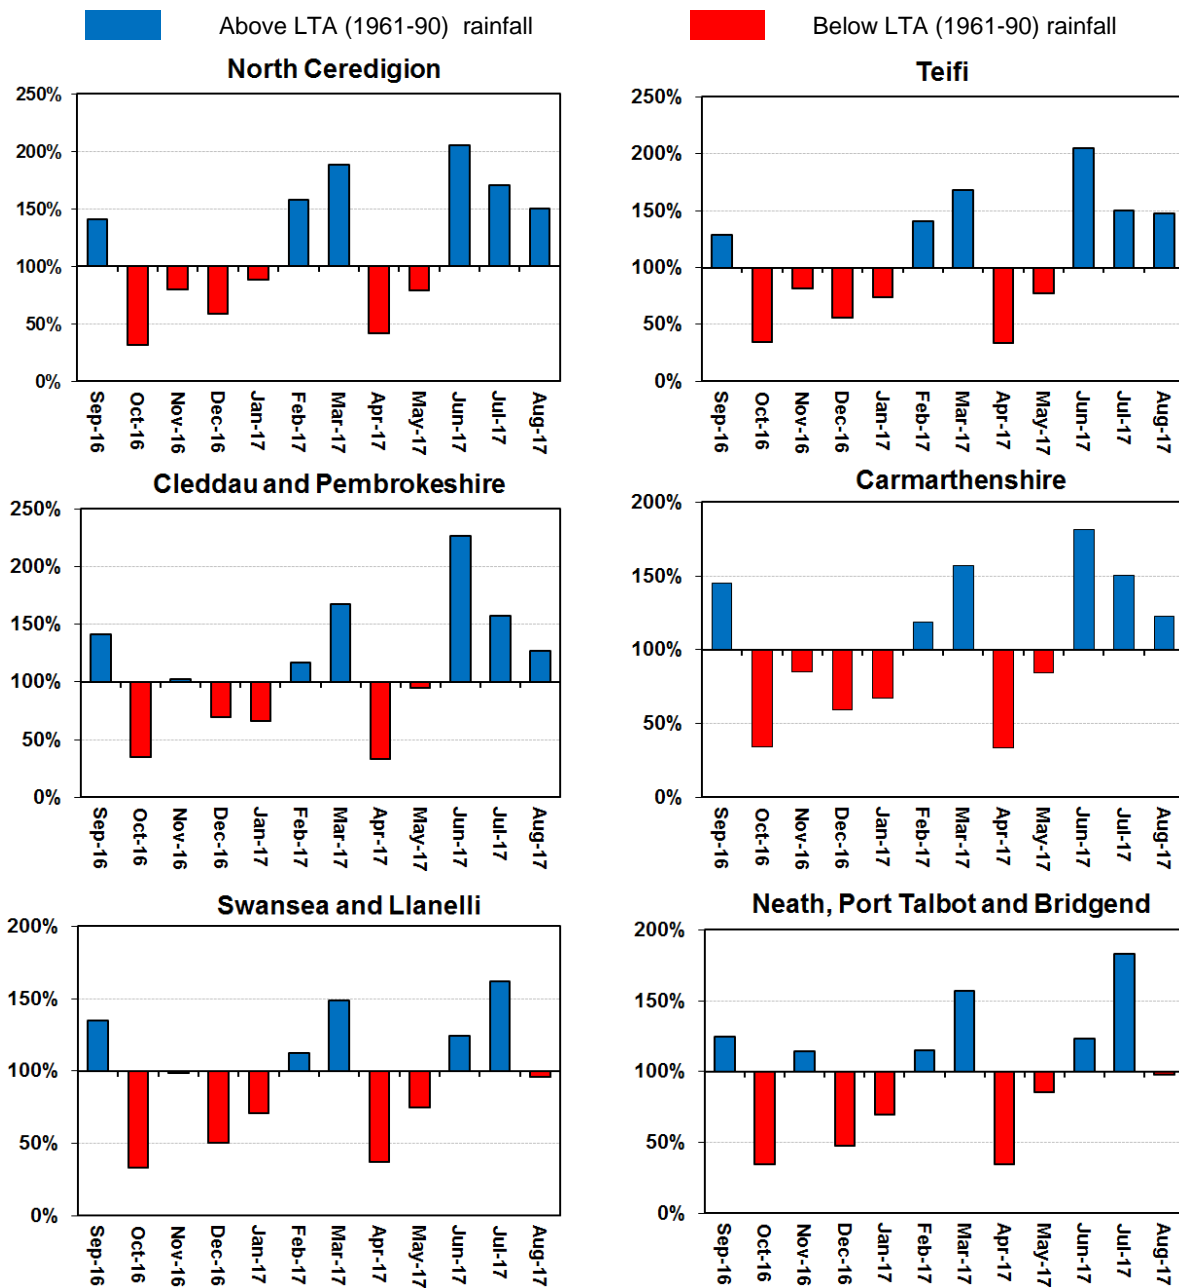 Above LTA (1961-90) rainfall
Below LTA (1961-90) rainfall
North Ceredigion
250%
200%
150%
100%
50%
0%
Sep-16
Oct-16
Nov-16
Dec-16
Jan-17
Feb-17
Mar-17
Apr-17
May-17
Jun-17
Jul-17
Aug-17
Teifi
250%
200%
150%
100%
50%
0%
Sep-16
Oct-16
Nov-16
Dec-16
Jan-17
Feb-17
Mar-17
Apr-17
May-17
Jun-17
Jul-17
Aug-17
Cleddau and Pembrokeshire
250%
200%
150%
100%
50%
0%
Sep-16
Oct-16
Nov-16
Dec-16
Jan-17
Feb-17
Mar-17
Apr-17
May-17
Jun-17
Jul-17
Aug-17
Carmarthenshire
200%
150%
100%
50%
0%
Sep-16
Oct-16
Nov-16
Dec-16
Jan-17
Feb-17
Mar-17
Apr-17
May-17
Jun-17
Jul-17
Aug-17
Swansea and Llanelli
200%
150%
100%
50%
0%
Sep-16
Oct-16
Nov-16
Dec-16
Jan-17
Feb-17
Mar-17
Apr-17
May-17
Jun-17
Jul-17
Aug-17
Neath, Port Talbot and Bridgend
200%
150%
100%
50%
0%
Sep-16
Oct-16
Nov-16
Dec-16
Jan-17
Feb-17
Mar-17
Apr-17
May-17
Jun-17
Jul-17
Aug-17